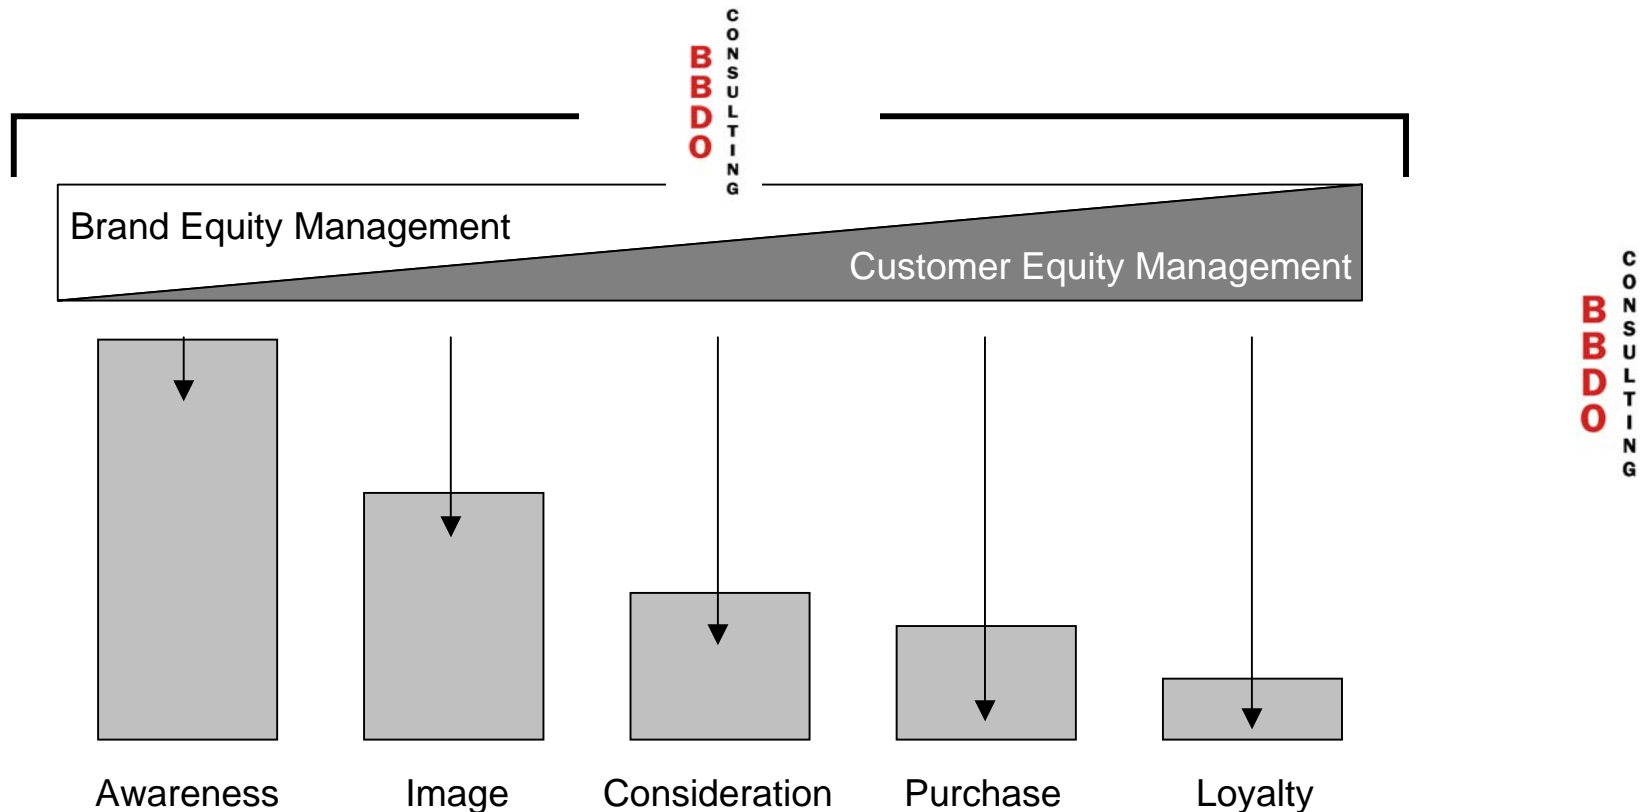 BBDO
CONSULTING
Brand Equity Management
Customer Equity Management
BBDO
CONSULTING
Awareness
Image
Consideration
Purchase
Loyalty